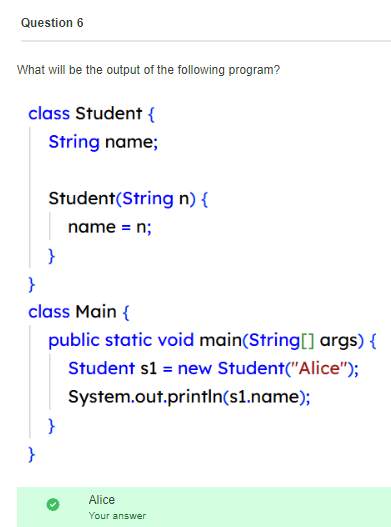 Question 6
What will be the output of the following program?
class Student {
String name;
Student(String n) {
name = n;
}
}
class Main {
public static void main(String[] args) {
Student s1 = new Student("Alice");
System.out.println(s1.name);
}
}
Alice
Your answer